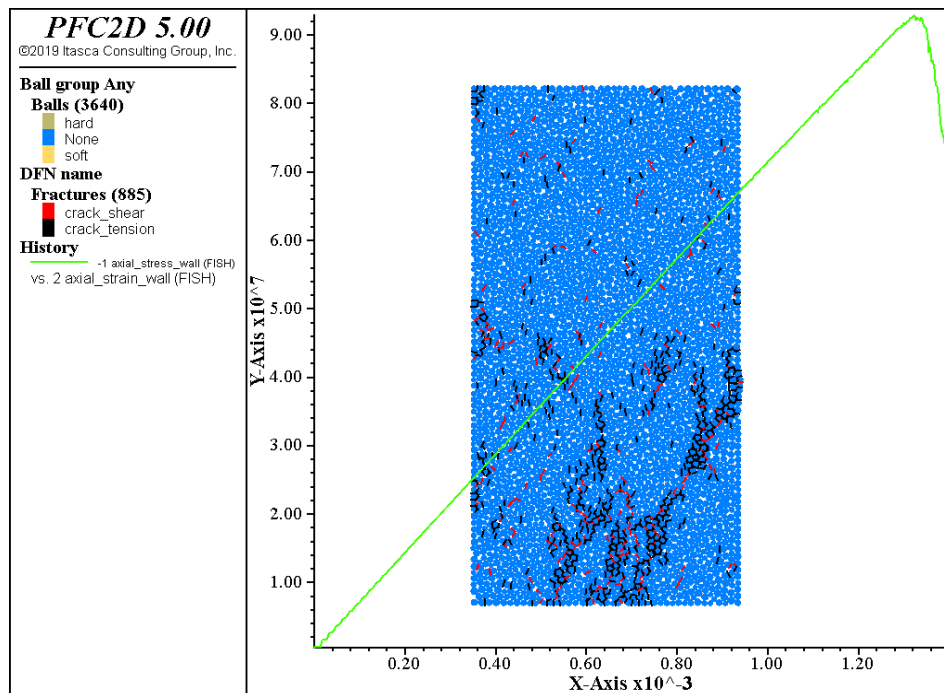 PFC2D 5.00
©2019 Itasca Consulting Group, Inc.
Ball group Any
Balls (3640)
hard
None
soft
DFN name
Fractures (885)
crack_shear
crack_tension
History
-1 axial_stress_wall (FISH)
vs. 2 axial_strain_wall (FISH)
Y-Axis x10^7
9.00
8.00
7.00
6.00
5.00
4.00
3.00
2.00
1.00
0.20 0.40 0.60 0.80 1.00 1.20
X-Axis x10^-3